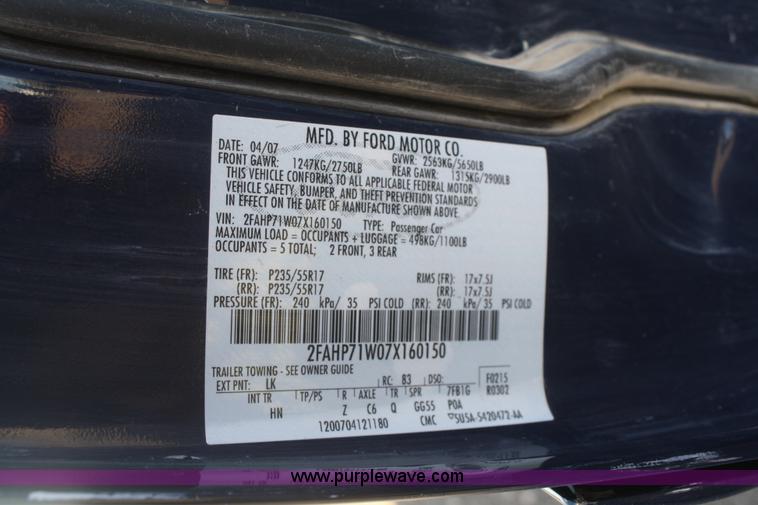 MFD. BY FORD MOTOR CO.
DATE: 04/07 GVWR: 2563KG/5650LB
FRONT GAWR: 1247KG/2750LB REAR GAWR: 1315KG/2900LB
THIS VEHICLE CONFORMS TO ALL APPLICABLE FEDERAL MOTOR
VEHICLE SAFETY, BUMPER, AND THEFT PREVENTION STANDARDS
IN EFFECT ON THE DATE OF MANUFACTURE SHOWN ABOVE.
VIN: 2FAHP71W07X160150 TYPE: Passenger Car
MAXIMUM LOAD = OCCUPANTS + LUGGAGE = 498KG/1100LB
OCCUPANTS = 5 TOTAL: 2 FRONT, 3 REAR
TIRE (FR): P235/55R17 RIMS (FR): 17x7.5J
(RR): P235/55R17 (RR): 17x7.5J
PRESSURE (FR): 240 kPa/ 35 PSI COLD (RR): 240 kPa/ 35 PSI COLD
2FAHP71W07X160150
TRAILER TOWING - SEE OWNER GUIDE
EXT PNT: LK RC: 83 DSO: F0215
INT TR TP/PS R AXLE TR SPR 7FB1G R0302
HN Z C6 Q GG55 POA
1200704121180 CMC 5U5A-5420472-AA
www.purplewave.com